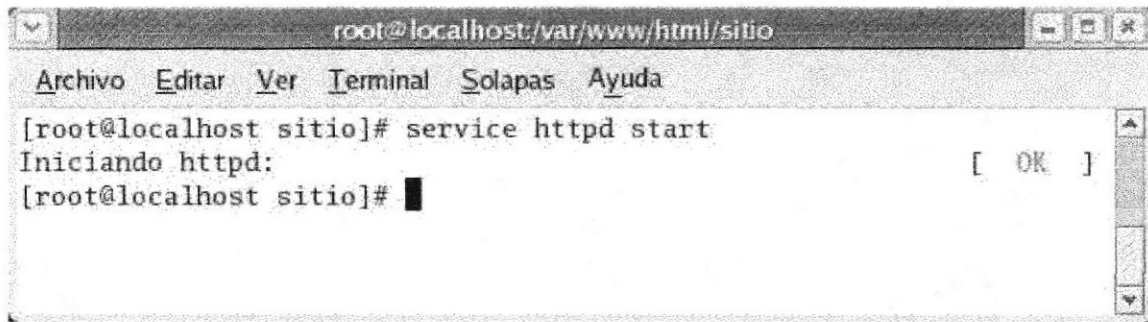 root@localhost:/var/www/html/sitio
Archivo Editar Ver Terminal Solapas Ayuda
[root@localhost sitio]# service httpd start
Iniciando httpd: [ OK ]
[root@localhost sitio]#